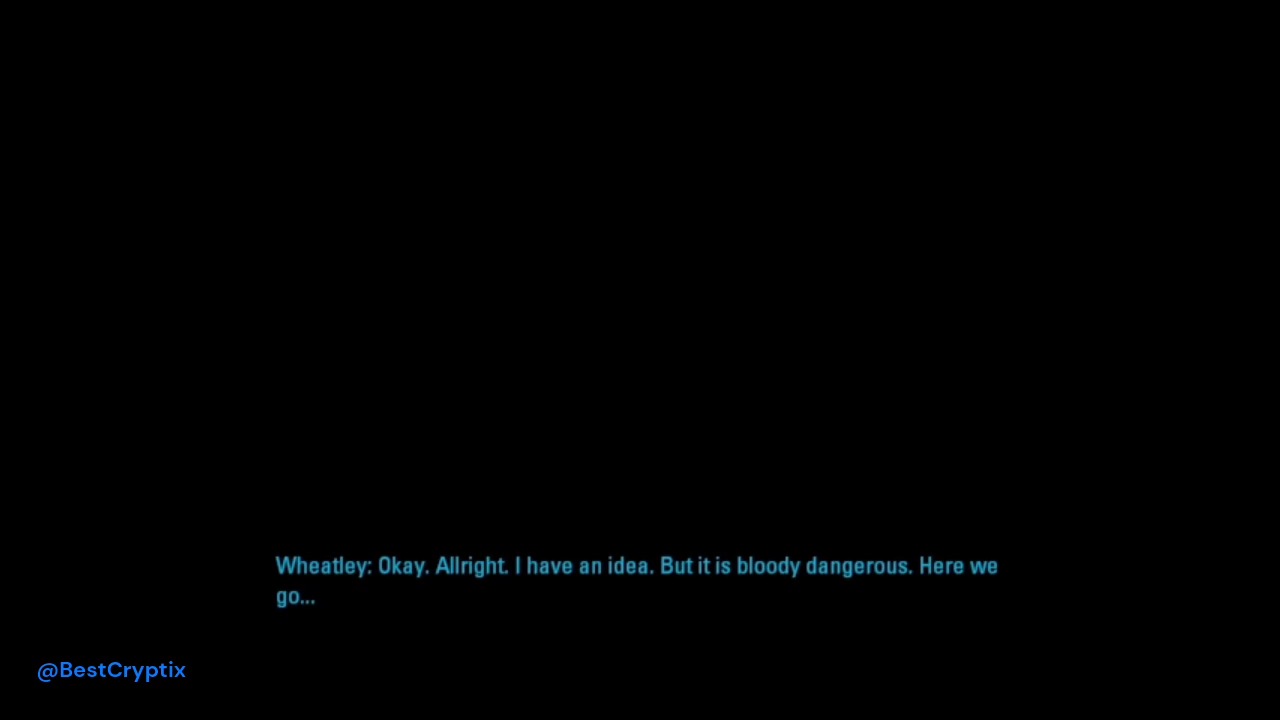 Wheatley: Okay. Allright. I have an idea. But it is bloody dangerous. Here we
go...
@BestCryptix